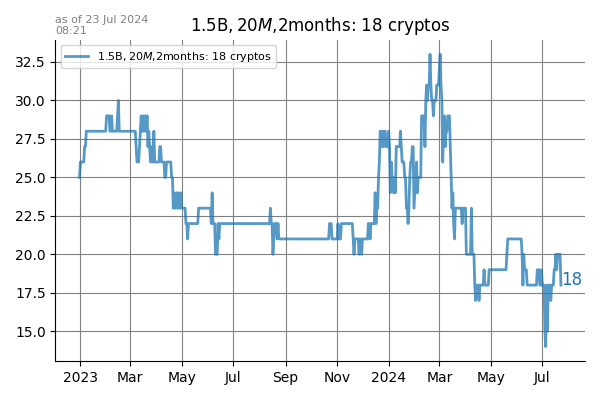 as of 23 Jul 2024
08:21
1.5B, 20M,2months: 18 cryptos
1.5B, 20M,2months: 18 cryptos
32.5
30.0
27.5
25.0
22.5
20.0
17.5
15.0
18
2023 Mar May Jul Sep Nov 2024 Mar May Jul